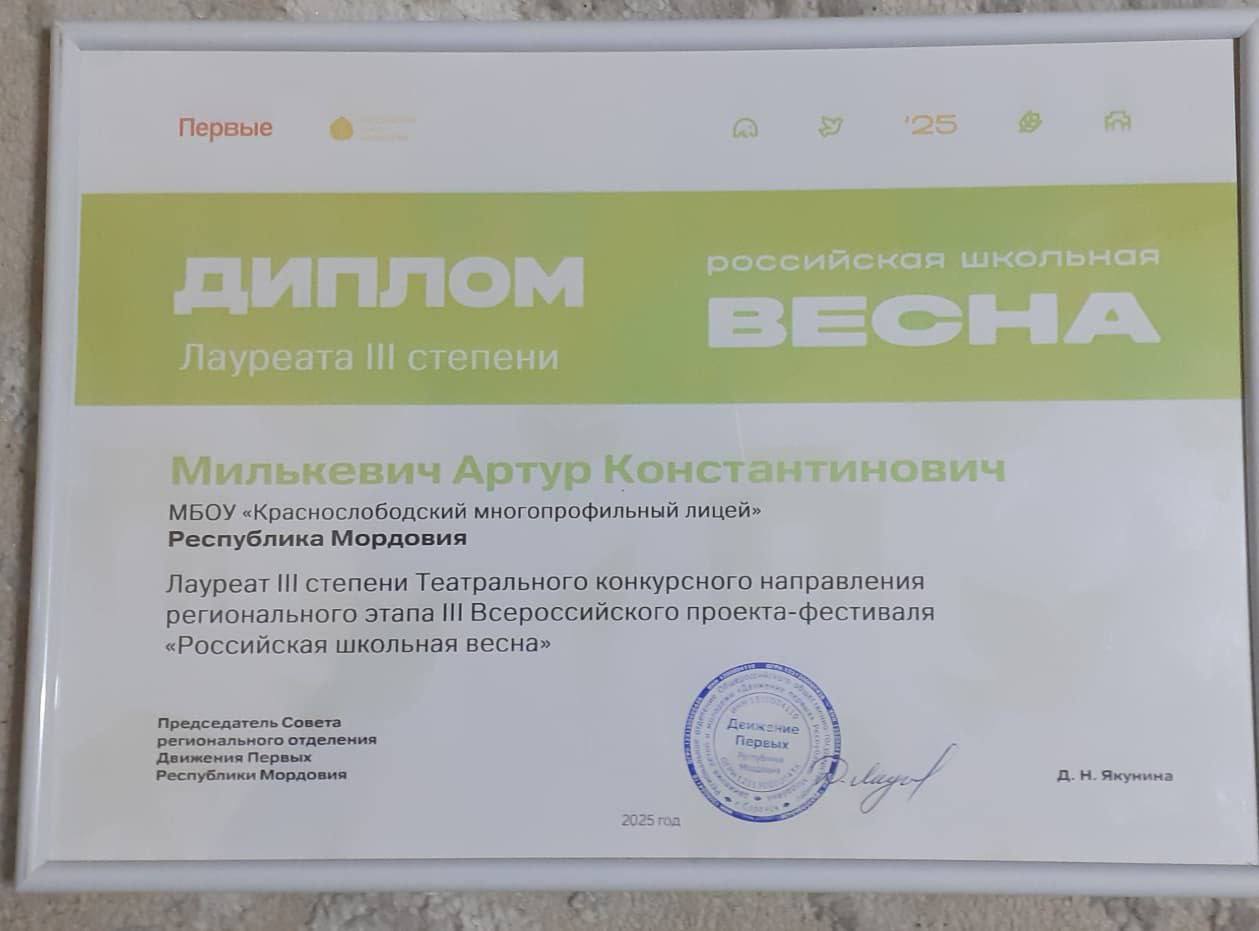 Первые
'25
ДИПЛОМ
Лауреата III степени
российская школьная
ВЕСНА
Милькевич Артур Константинович
МБОУ «Краснослободский многопрофильный лицей»
Республика Мордовия
Лауреат III степени Театрального конкурсного направления
регионального этапа III Всероссийского проекта-фестиваля
«Российская школьная весна»
Председатель Совета
регионального отделения
Движения Первых
Республики Мордовия
Движение
Первых
Республики
Мордовия
Д. Н. Якунина
2025 год